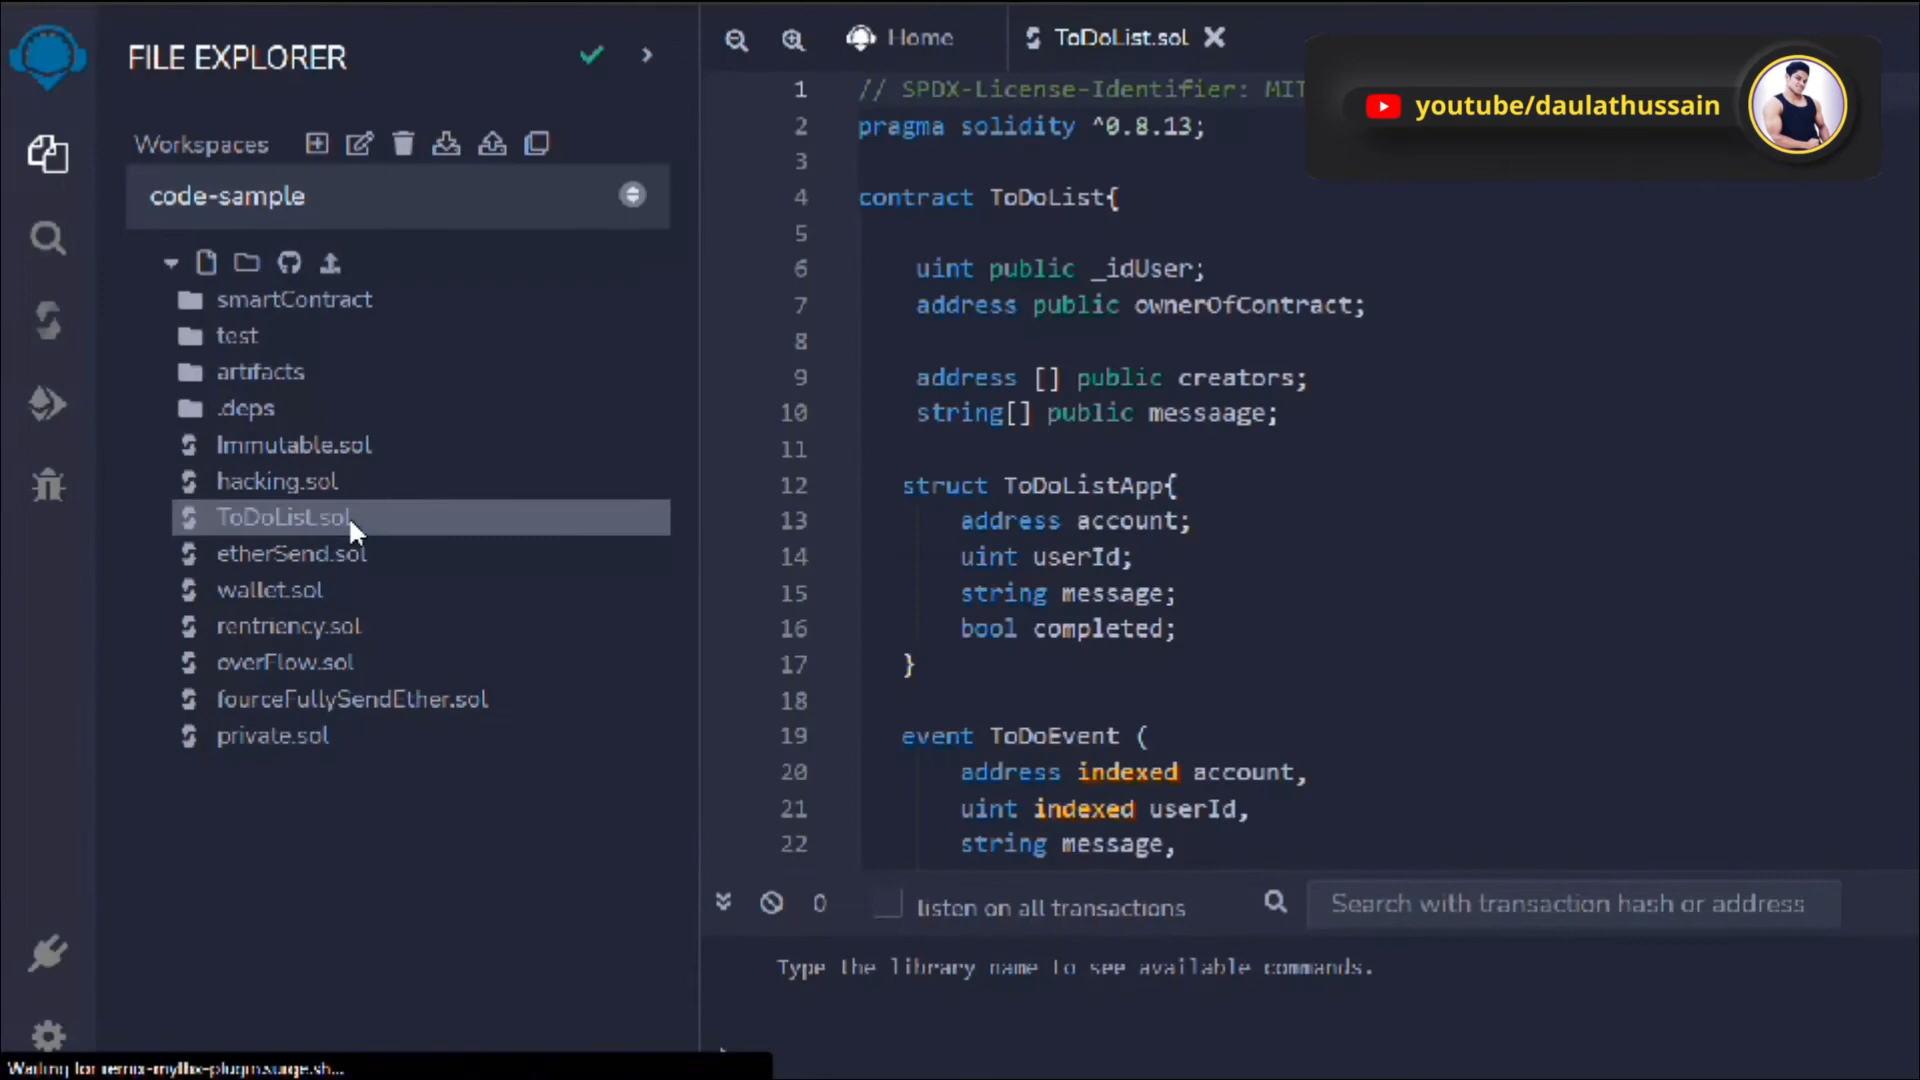 FILE EXPLORER
Workspaces
code-sample
smartContract
test
artifacts
.deps
Immutable.sol
hacking.sol
ToDoList.sol
etherSend.sol
wallet.sol
rentriency.sol
overFlow.sol
fourceFullySendEther.sol
private.sol
Home
ToDoList.sol
youtube/daulathussain
1 // SPDX-License-Identifier: MIT
2 pragma solidity ^0.8.13;
3
4 contract ToDoList{
5
6 uint public _idUser;
7 address public ownerOfContract;
8
9 address [] public creators;
10 string[] public messaage;
11
12 struct ToDoListApp{
13 address account;
14 uint userId;
15 string message;
16 bool completed;
17 }
18
19 event ToDoEvent (
20 address indexed account,
21 uint indexed userId,
22 string message,
0 listen on all transactions
Search with transaction hash or address
Type the library name to see available commands.
Waiting for remix-mythx-plugin.surge.sh...